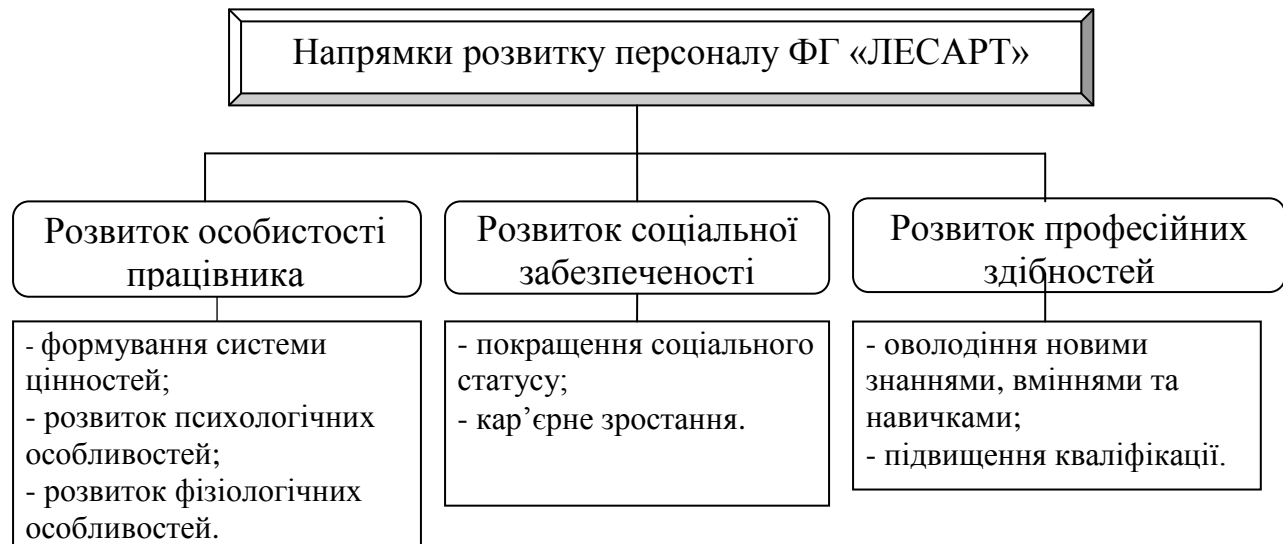 Напрямки розвитку персоналу ФГ «ЛЕСАРТ»
Розвиток особистості
працівника
Розвиток соціальної
забезпеченості
Розвиток професійних
здібностей
- формування системи
цінностей;
- розвиток психологічних
особливостей;
- розвиток фізіологічних
особливостей.
- покращення соціального
статусу;
- кар’єрне зростання.
- оволодіння новими
знаннями, вміннями та
навичками;
- підвищення кваліфікації.